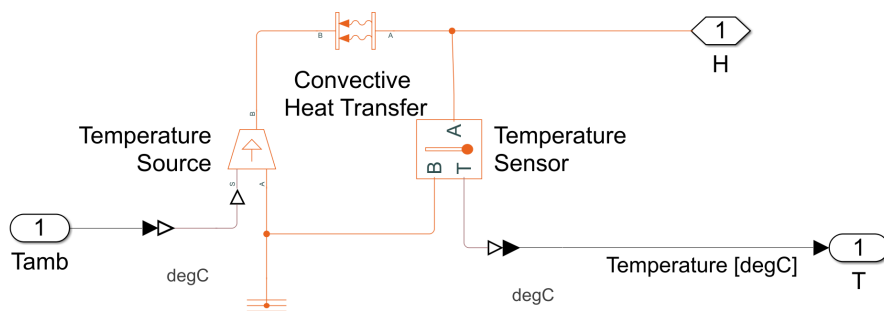 B
A
1
H
Convective
Heat Transfer
B
Temperature
Source
A
Temperature
Sensor
B
T
S
A
1
Tamb
degC
Temperature [degC]
1
T
degC